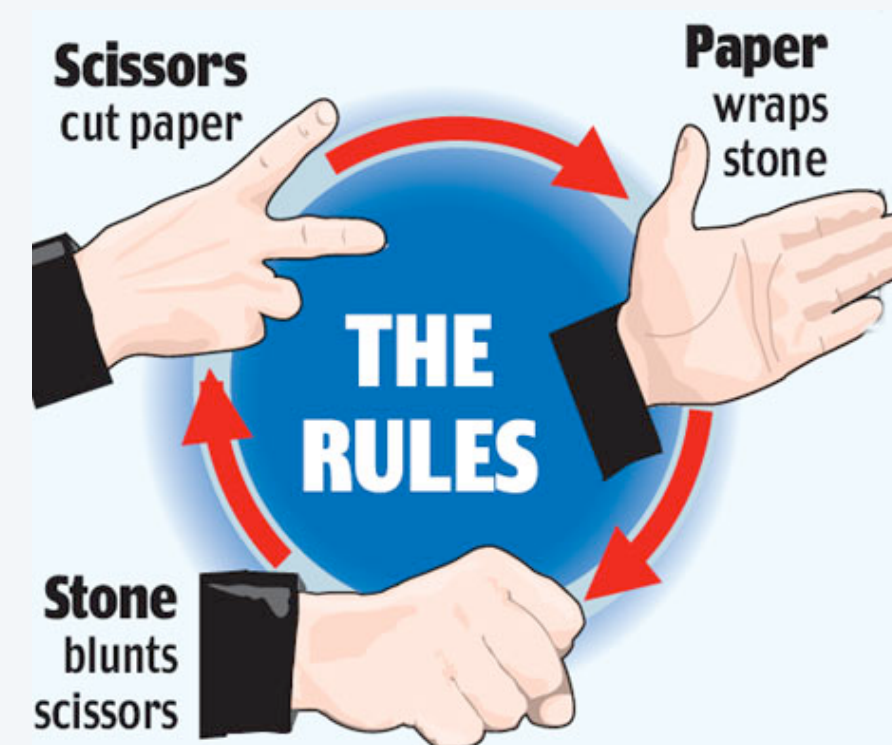 Scissors
cut paper
Paper
wraps
stone
THE
RULES
Stone
blunts
scissors